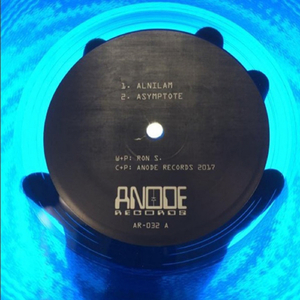 1. ALNILAM
2. ASYMPTOTE
W+P: RON S.
C+P: ANODE RECORDS 2017
ANODE
RECORDS
AR-032 A